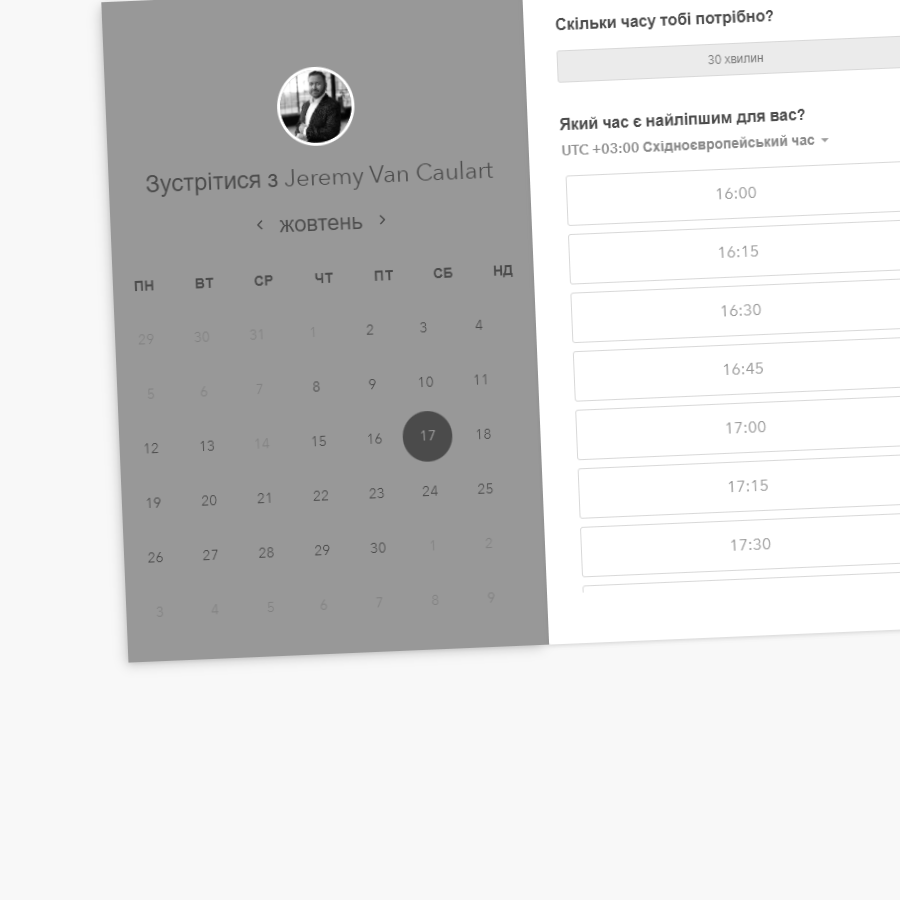 Зустрітися з Jeremy Van Caulart
‹ жовтень ›
ПН ВТ СР ЧТ ПТ СБ НД
29 30 31 1 2 3 4
5 6 7 8 9 10 11
12 13 14 15 16 17 18
19 20 21 22 23 24 25
26 27 28 29 30 1 2
3 4 5 6 7 8 9
Скільки часу тобі потрібно?
30 хвилин
Який час є найліпшим для вас?
UTC +03:00 Східноєвропейський час
16:00
16:15
16:30
16:45
17:00
17:15
17:30